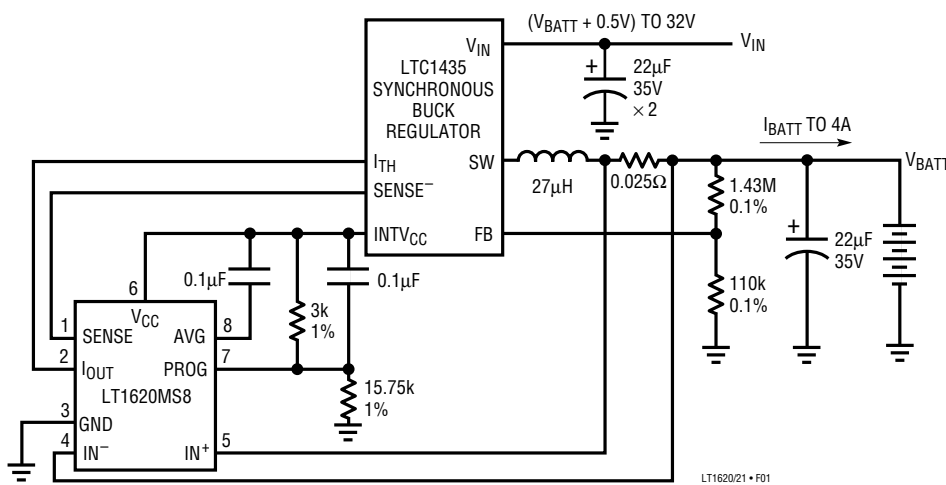 (VBATT + 0.5V) TO 32V
VIN
VIN
LTC1435
SYNCHRONOUS
BUCK
REGULATOR
+
22µF
35V
× 2
IBATT TO 4A
ITH
SW
27µH
0.025Ω
VBATT
SENSE−
1.43M
0.1%
INTVCC
FB
+
22µF
35V
0.1µF
0.1µF
110k
0.1%
6
VCC
3k
1%
1
SENSE
AVG
8
2
IOUT
PROG
7
LT1620MS8
15.75k
1%
3
GND
4
IN−
IN+
5
LT1620/21 • F01